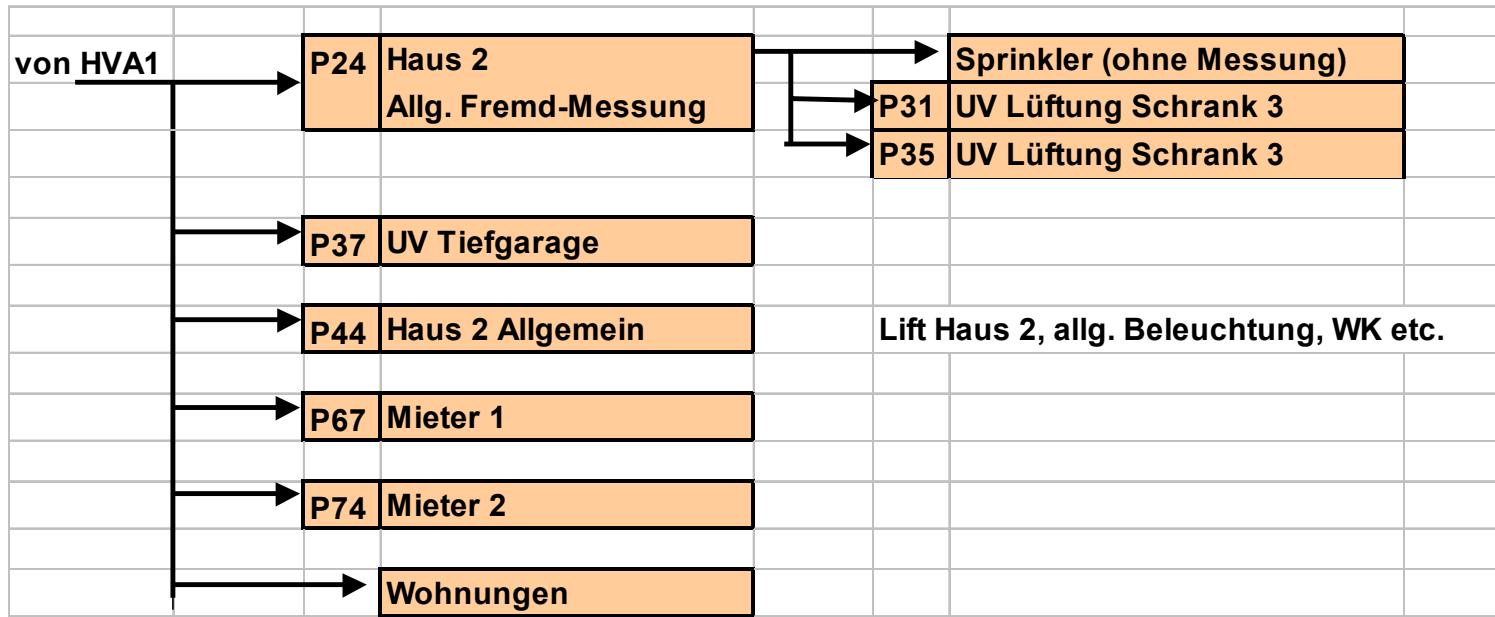 von HVA1
P24 Haus 2
Allg. Fremd-Messung
Sprinkler (ohne Messung)
P31 UV Lüftung Schrank 3
P35 UV Lüftung Schrank 3
P37 UV Tiefgarage
P44 Haus 2 Allgemein
Lift Haus 2, allg. Beleuchtung, WK etc.
P67 Mieter 1
P74 Mieter 2
Wohnungen